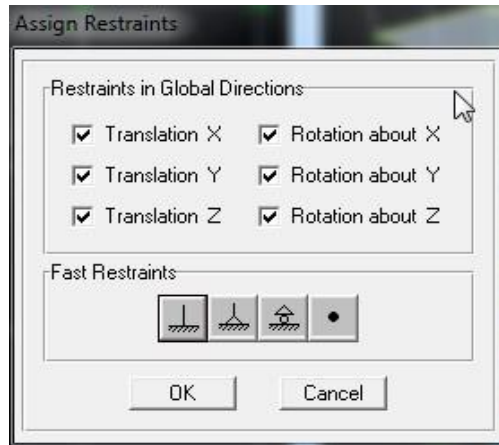 Assign Restraints
Restraints in Global Directions
Translation X Rotation about X
Translation Y Rotation about Y
Translation Z Rotation about Z
Fast Restraints
OK Cancel